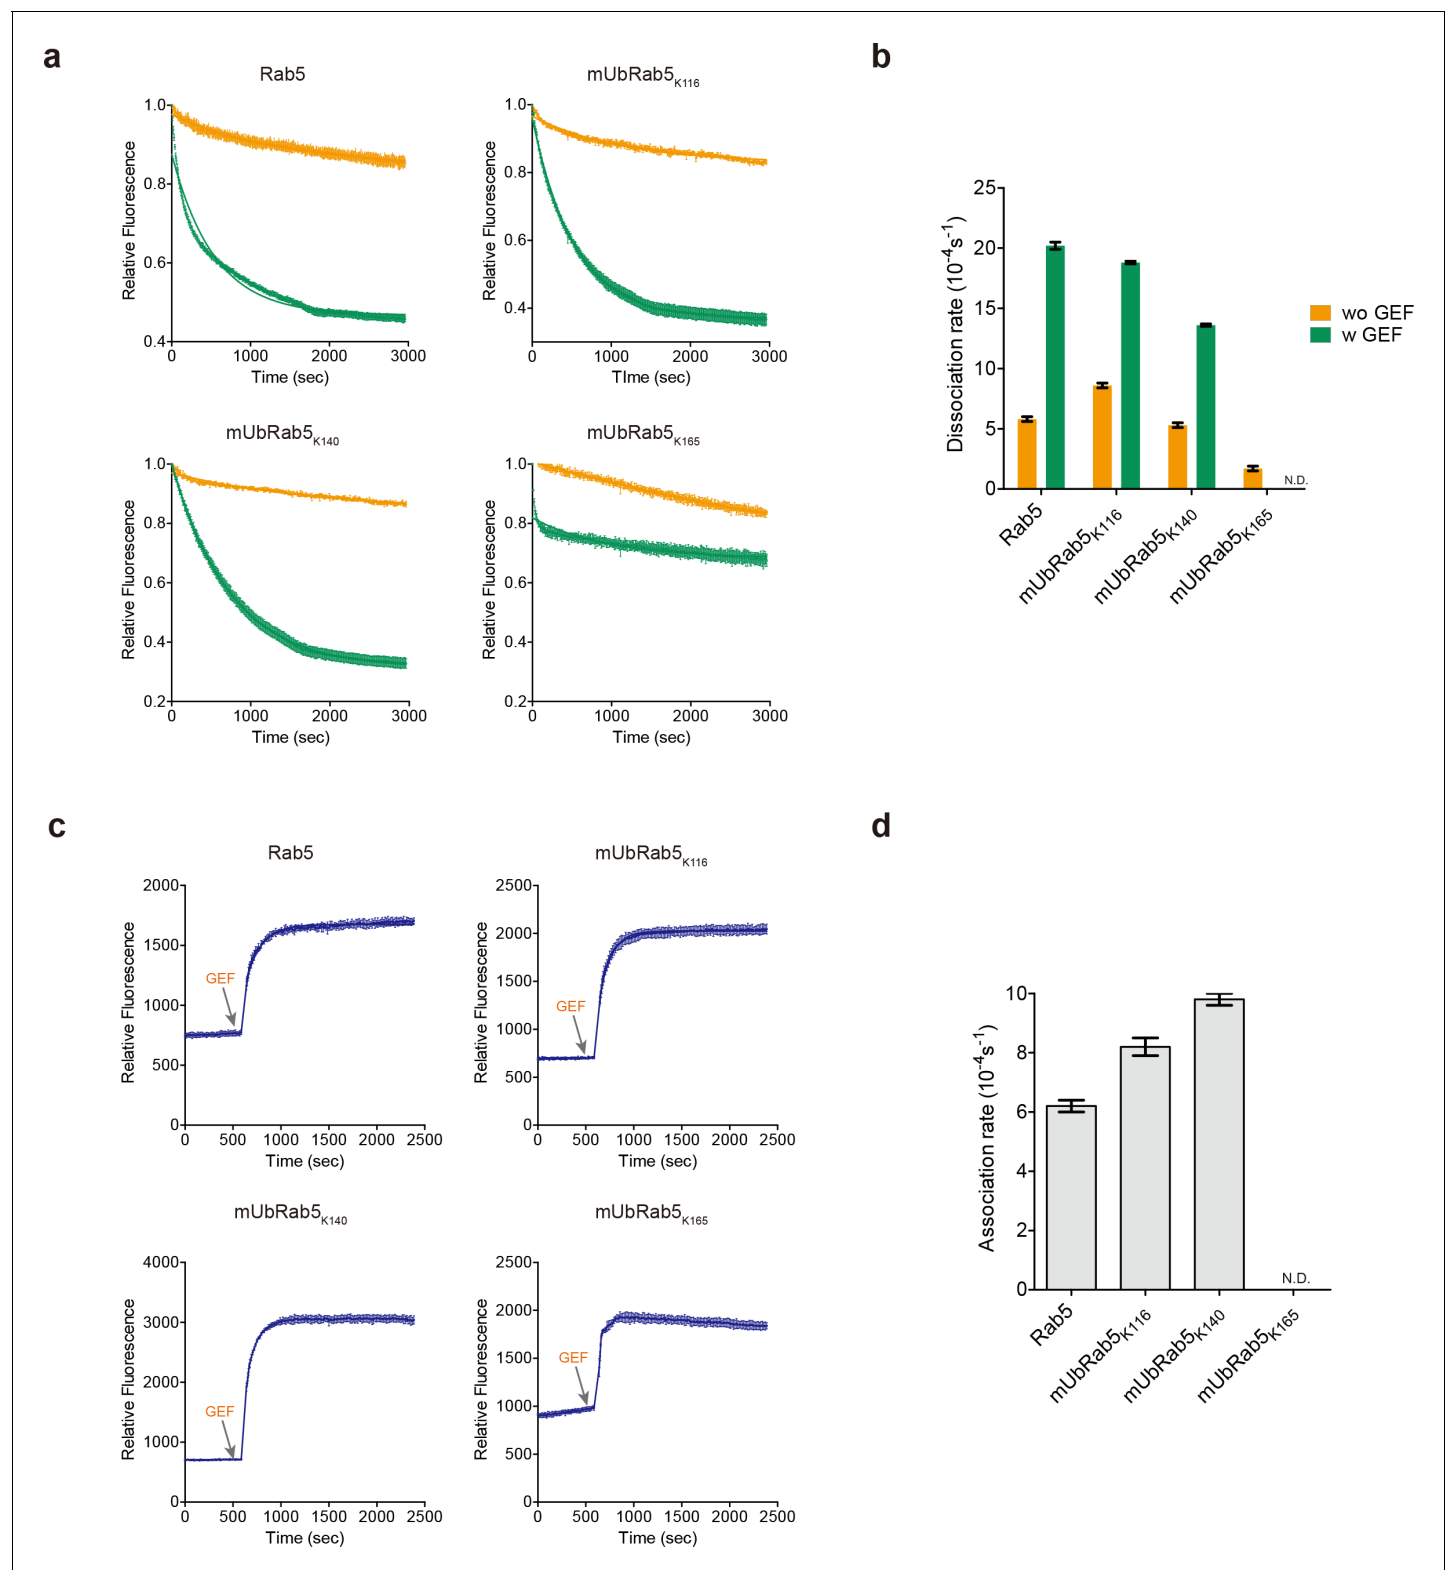 a
Rab5
1.0
0.8
0.6
0.4
0 1000 2000 3000
Relative Fluorescence
Time (sec)
mUbRab5K116
1.0
0.8
0.6
0.4
0 1000 2000 3000
Relative Fluorescence
TIme (sec)
mUbRab5K140
1.0
0.8
0.6
0.4
0.2
0 1000 2000 3000
Relative Fluorescence
Time (sec)
mUbRab5K165
1.0
0.8
0.6
0.4
0.2
0 1000 2000 3000
Relative Fluorescence
Time (sec)
b
25
20
15
10
5
0
Dissociation rate (10-4s-1)
N.D.
Rab5
mUbRab5K116
mUbRab5K140
mUbRab5K165
wo GEF
w GEF
c
Rab5
2000
1500
1000
500
0
GEF
0 500 1000 1500 2000 2500
Relative Fluorescence
Time (sec)
mUbRab5K116
2500
2000
1500
1000
500
0
GEF
0 500 1000 1500 2000 2500
Relative Fluorescence
Time (sec)
mUbRab5K140
4000
3000
2000
1000
0
GEF
0 500 1000 1500 2000 2500
Relative Fluorescence
Time (sec)
mUbRab5K165
2500
2000
1500
1000
500
0
GEF
0 500 1000 1500 2000 2500
Relative Fluorescence
Time (sec)
d
10
8
6
4
2
0
Association rate (10-4s-1)
N.D.
Rab5
mUbRab5K116
mUbRab5K140
mUbRab5K165